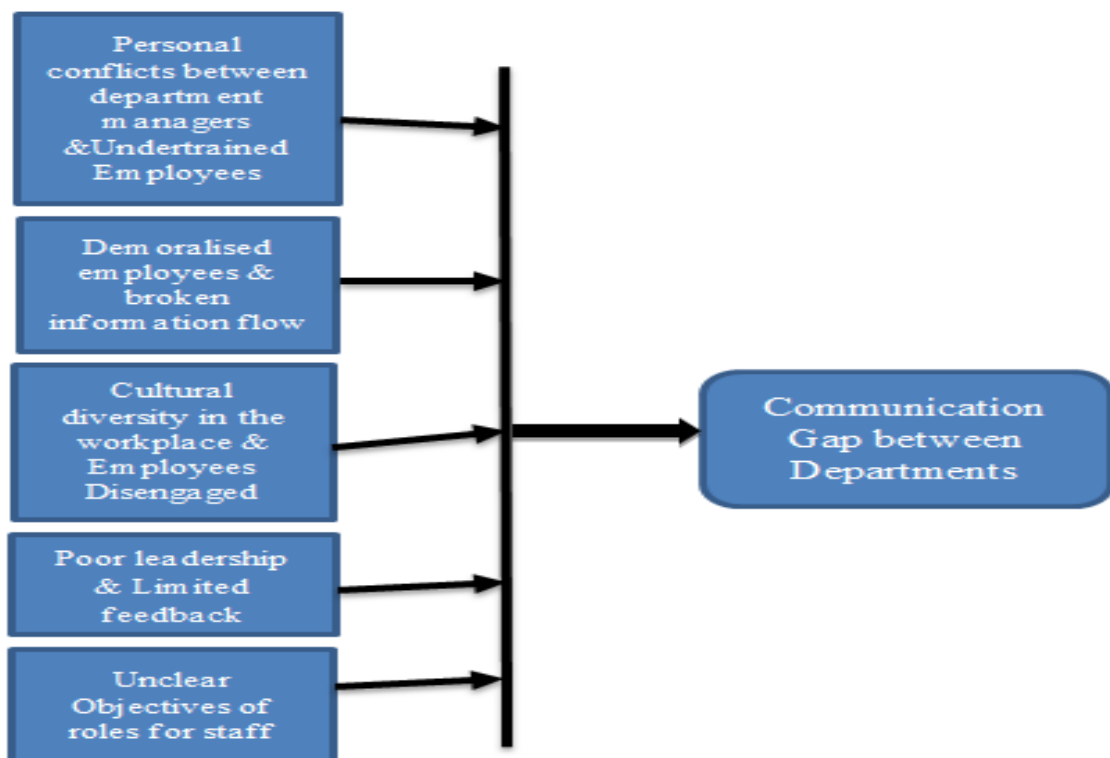 Personal
conflicts between
department
managers
&Undertrained
Employees
Demoralised
employees &
broken
information flow
Cultural
diversity in the
workplace &
Employees
Disengaged
Poor leadership
& Limited
feedback
Unclear
Objectives of
roles for staff
Communication
Gap between
Departments